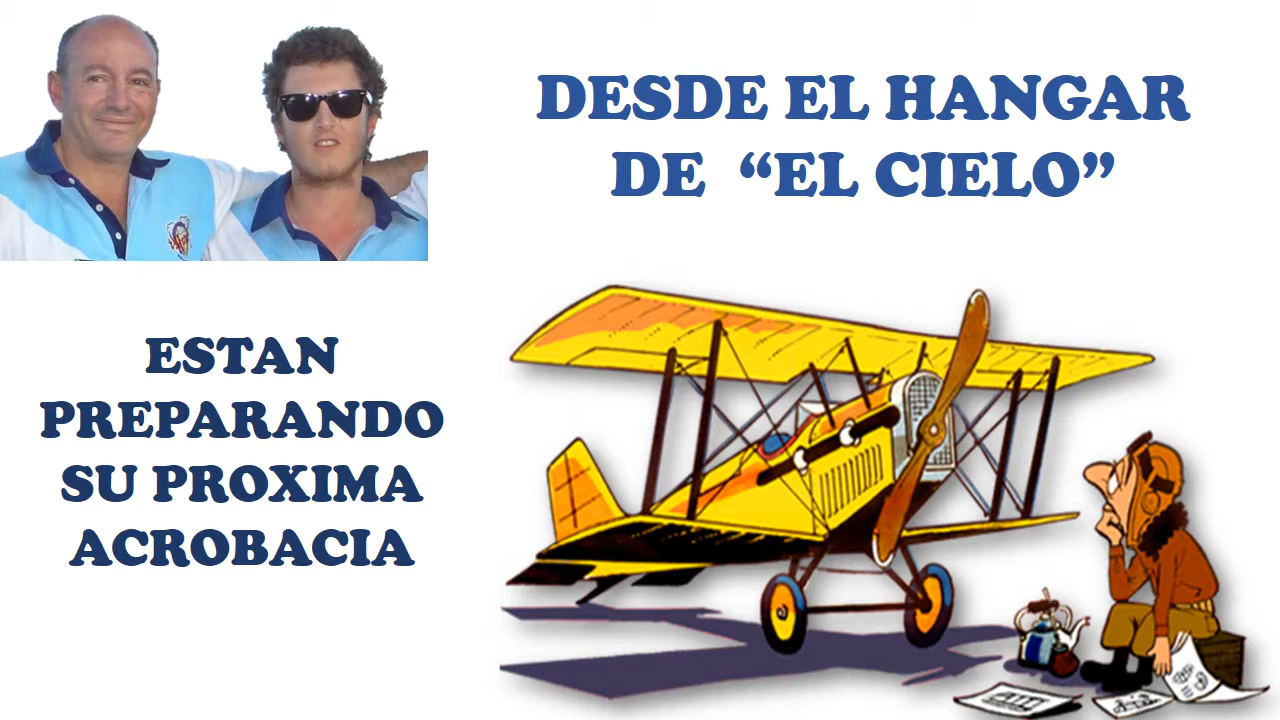 DESDE EL HANGAR
DE “EL CIELO”
ESTAN
PREPARANDO
SU PROXIMA
ACROBACIA